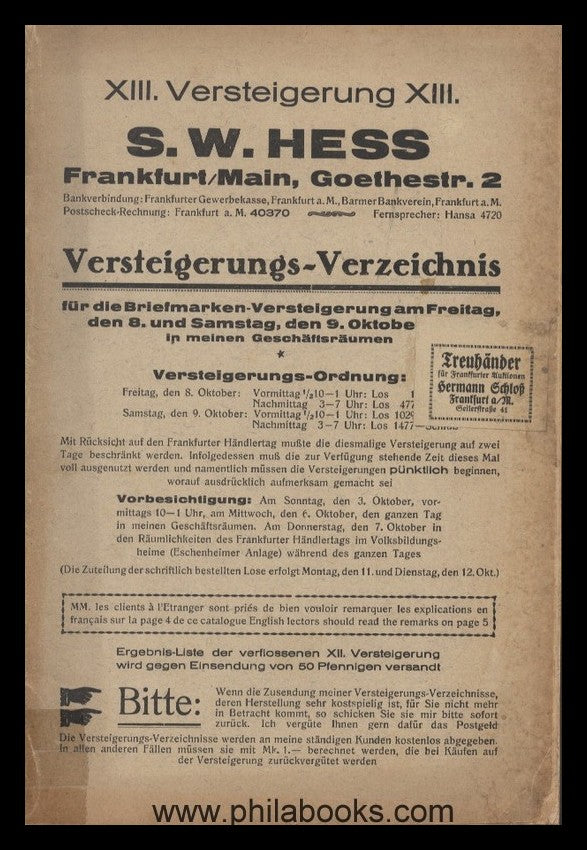 XIII. Versteigerung XIII.
S. W. HESS
Frankfurt/Main, Goethestr. 2
Bankverbindung: Frankfurter Gewerbekasse, Frankfurt a. M., Barmer Bankverein, Frankfurt a. M.
Postscheck-Rechnung: Frankfurt a. M. 40370 Fernsprecher: Hansa 4720
Versteigerungs-Verzeichnis
für die Briefmarken-Versteigerung am Freitag,
den 8. und Samstag, den 9. Oktobe
in meinen Geschäftsräumen
Treuhänder
für Frankfurter Auktionen
Hermann Schloß
Frankfurt a/M.
Gellertstraße 41
Versteigerungs-Ordnung:
Freitag, den 8. Oktober: Vormittag ½10—1 Uhr: Los 1
Nachmittag 3—7 Uhr: Los 477
Samstag, den 9. Oktober: Vormittag ½10—1 Uhr: Los 1029
Nachmittag 3—7 Uhr: Los 1477—Schluß
Mit Rücksicht auf den Frankfurter Händlertag mußte die diesmalige Versteigerung auf zwei
Tage beschränkt werden. Infolgedessen muß die zur Verfügung stehende Zeit dieses Mal
voll ausgenutzt werden und namentlich müssen die Versteigerungen pünktlich beginnen,
worauf ausdrücklich aufmerksam gemacht sei
Vorbesichtigung: Am Sonntag, den 3. Oktober, vor-
mittags 10—1 Uhr, am Mittwoch, den 6. Oktober, den ganzen Tag
in meinen Geschäftsräumen. Am Donnerstag, den 7. Oktober in
den Räumlichkeiten des Frankfurter Händlertags im Volksbildungs-
heime (Eschenheimer Anlage) während des ganzen Tages
(Die Zuteilung der schriftlich bestellten Lose erfolgt Montag, den 11. und Dienstag, den 12. Okt.)
MM. les clients à l'Etranger sont priés de bien vouloir remarquer les explications en
français sur la page 4 de ce catalogue English lectors should read the remarks on page 5
Ergebnis-Liste der verflossenen XII. Versteigerung
wird gegen Einsendung von 50 Pfennigen versandt
Bitte:
Wenn die Zusendung meiner Versteigerungs-Verzeichnisse,
deren Herstellung sehr kostspielig ist, für Sie nicht mehr
in Betracht kommt, so schicken Sie sie mir bitte sofort
zurück. Ich vergüte Ihnen gern dafür das Postgeld
Die Versteigerungs-Verzeichnisse werden an meine ständigen Kunden kostenlos abgegeben.
In allen anderen Fällen müssen sie mit Mk. 1.— berechnet werden, die bei Käufen auf
der Versteigerung zurückvergütet werden
www.philabooks.com